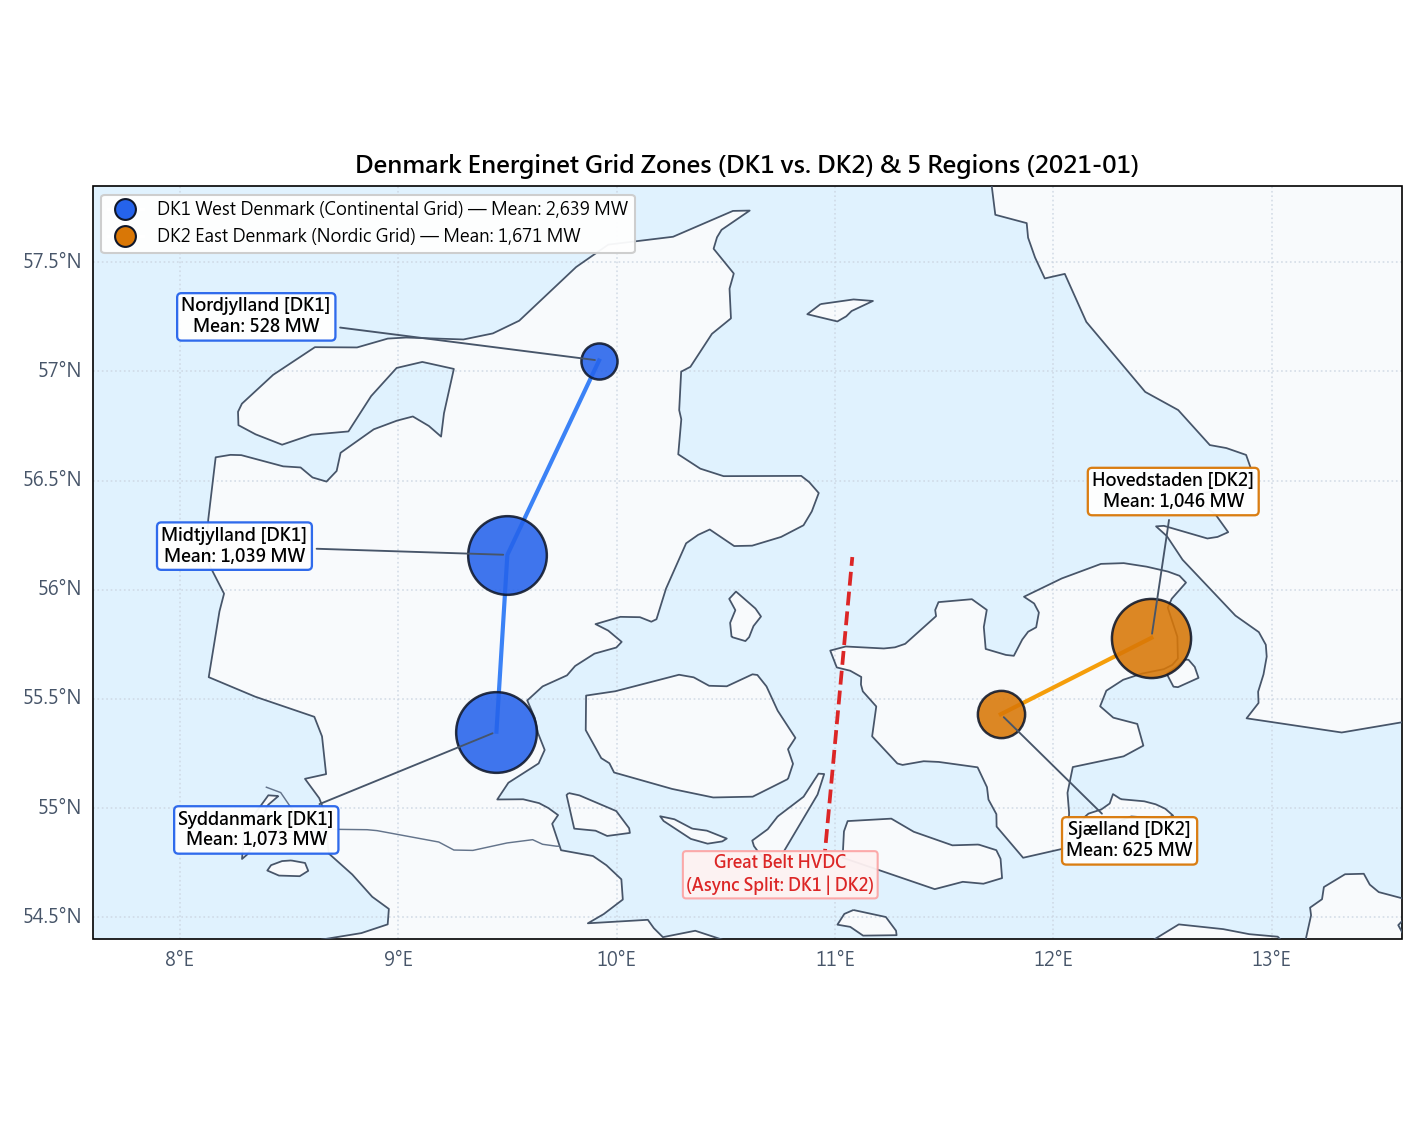 Denmark Energinet Grid Zones (DK1 vs. DK2) & 5 Regions (2021-01)
DK1 West Denmark (Continental Grid) — Mean: 2,639 MW
DK2 East Denmark (Nordic Grid) — Mean: 1,671 MW
57.5°N
57°N
56.5°N
56°N
55.5°N
55°N
54.5°N
Nordjylland [DK1]
Mean: 528 MW
Hovedstaden [DK2]
Mean: 1,046 MW
Midtjylland [DK1]
Mean: 1,039 MW
Syddanmark [DK1]
Mean: 1,073 MW
Sjælland [DK2]
Mean: 625 MW
Great Belt HVDC
(Async Split: DK1 | DK2)
8°E
9°E
10°E
11°E
12°E
13°E